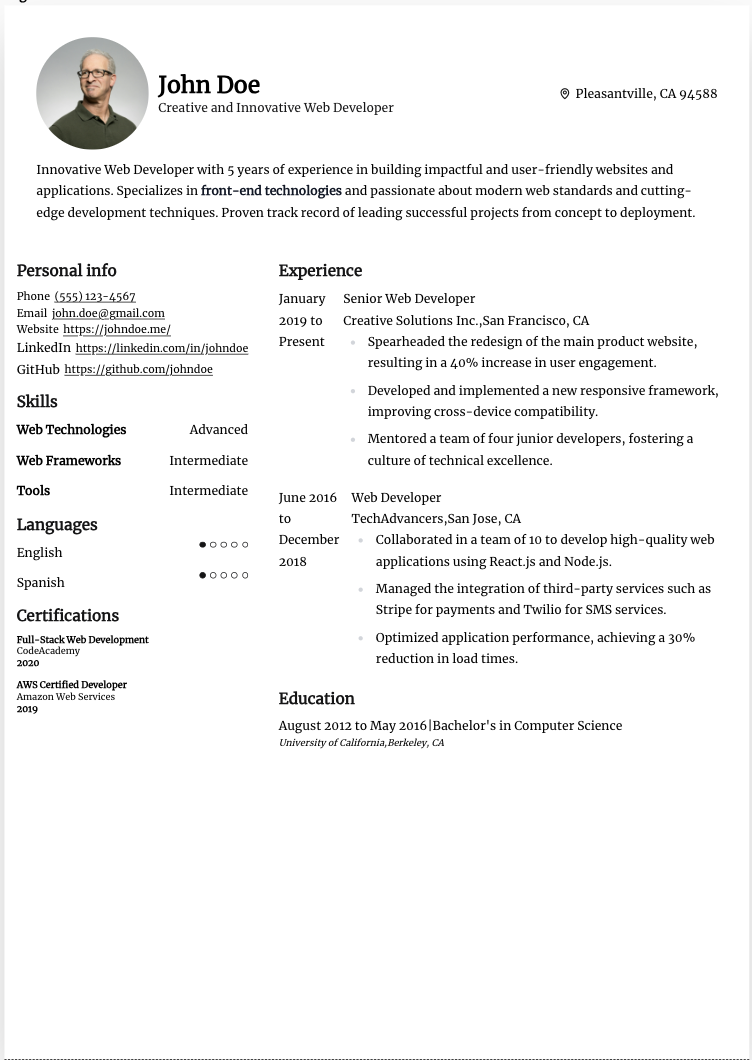 John Doe
Creative and Innovative Web Developer
Pleasantville, CA 94588
Innovative Web Developer with 5 years of experience in building impactful and user-friendly websites and
applications. Specializes in front-end technologies and passionate about modern web standards and cutting-
edge development techniques. Proven track record of leading successful projects from concept to deployment.
Personal info
Phone (555) 123-4567
Email john.doe@gmail.com
Website https://johndoe.me/
LinkedIn https://linkedin.com/in/johndoe
GitHub https://github.com/johndoe
Skills
Web Technologies Advanced
Web Frameworks Intermediate
Tools Intermediate
Languages
English
Spanish
Certifications
Full-Stack Web Development
CodeAcademy
2020
AWS Certified Developer
Amazon Web Services
2019
Experience
January
2019 to
Present
Senior Web Developer
Creative Solutions Inc.,San Francisco, CA
Spearheaded the redesign of the main product website,
resulting in a 40% increase in user engagement.
Developed and implemented a new responsive framework,
improving cross-device compatibility.
Mentored a team of four junior developers, fostering a
culture of technical excellence.
June 2016
to
December
2018
Web Developer
TechAdvancers,San Jose, CA
Collaborated in a team of 10 to develop high-quality web
applications using React.js and Node.js.
Managed the integration of third-party services such as
Stripe for payments and Twilio for SMS services.
Optimized application performance, achieving a 30%
reduction in load times.
Education
August 2012 to May 2016|Bachelor's in Computer Science
University of California,Berkeley, CA